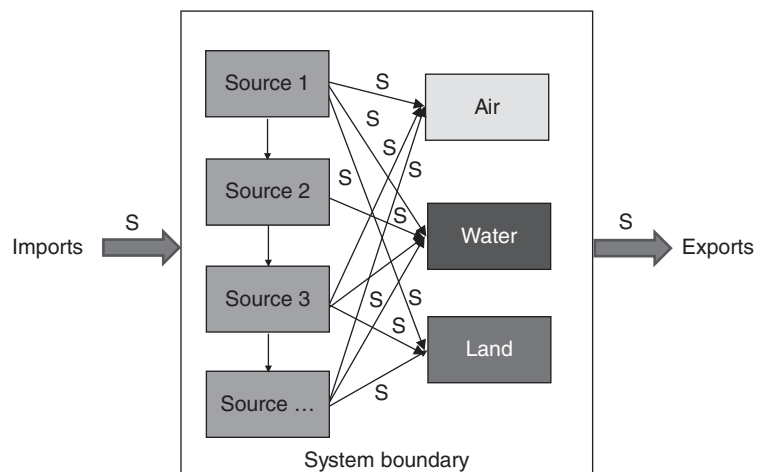 Source 1
S
Air
S
S
S
Source 2
S
S
Water
S
Imports
S
Exports
Source 3
S
S
S
Land
Source …
S
System boundary